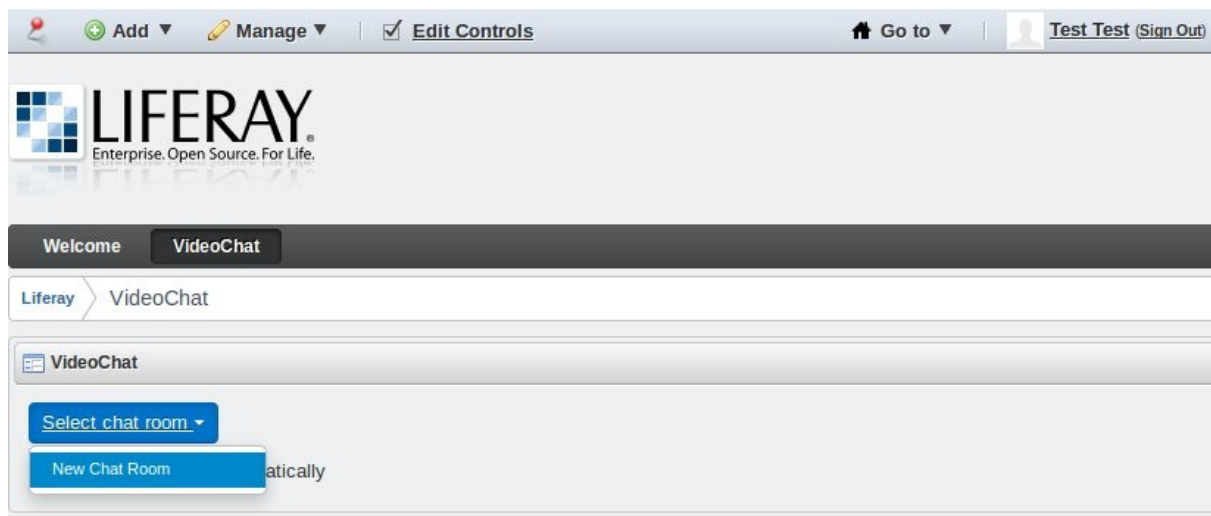 Add Manage Edit Controls Go to Test Test (Sign Out)
LIFERAY.
Enterprise. Open Source. For Life.
Welcome VideoChat
Liferay VideoChat
VideoChat
Select chat room
New Chat Room
atically